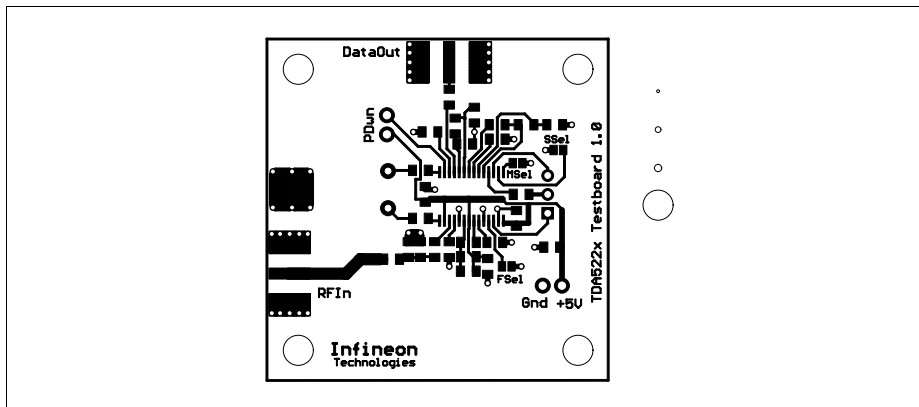 DataOut
PDwn
SSel
MSel
TDA522x Testboard 1.0
FSel
RFIn
Gnd +5V
Infineon
Technologies